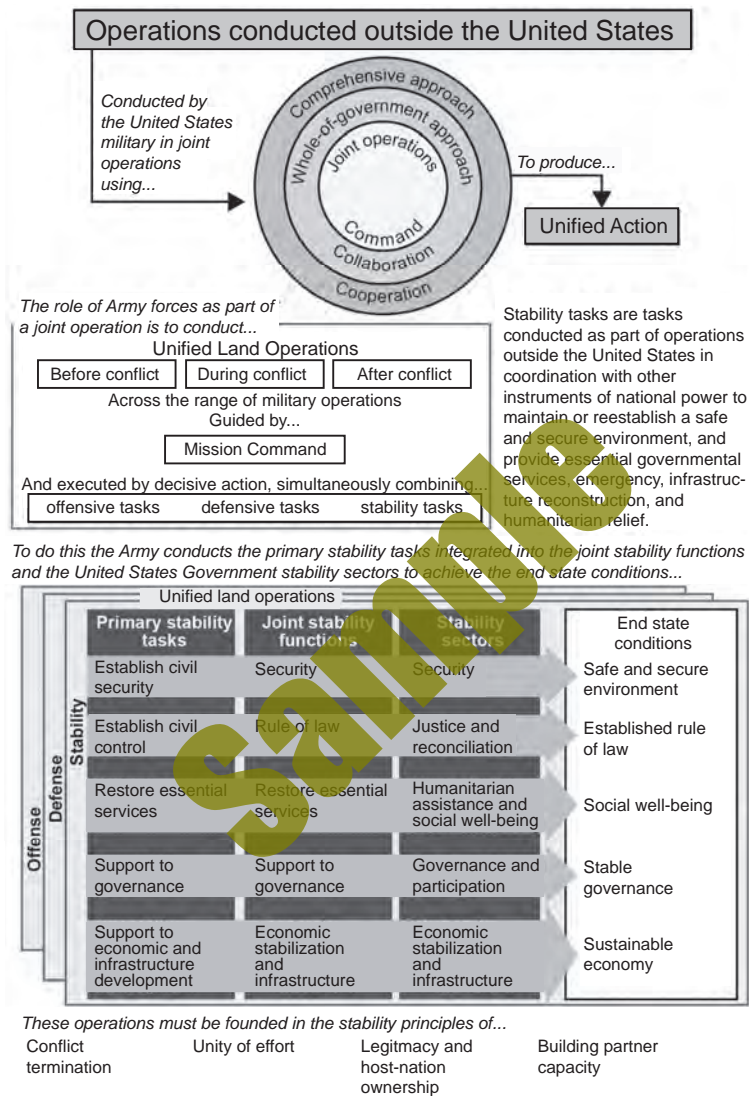 Operations conducted outside the United States
Conducted by
the United States
military in joint
operations
using...
Comprehensive approach
Whole-of-government approach
Joint operations
Command
Collaboration
Cooperation
To produce...
Unified Action
The role of Army forces as part of
a joint operation is to conduct...
Unified Land Operations
Before conflict
During conflict
After conflict
Across the range of military operations
Guided by...
Mission Command
And executed by decisive action, simultaneously combining...
offensive tasks defensive tasks stability tasks
Stability tasks are tasks
conducted as part of operations
outside the United States in
coordination with other
instruments of national power to
maintain or reestablish a safe
and secure environment, and
provide essential governmental
services, emergency, infrastruc-
ture reconstruction, and
humanitarian relief.
To do this the Army conducts the primary stability tasks integrated into the joint stability functions
and the United States Government stability sectors to achieve the end state conditions...
Unified land operations
Offense
Defense
Stability
Primary stability
tasks
Joint stability
functions
Stability
sectors
End state
conditions
Establish civil
security
Security
Security
Safe and secure
environment
Establish civil
control
Rule of law
Justice and
reconciliation
Established rule
of law
Restore essential
services
Restore essential
services
Humanitarian
assistance and
social well-being
Social well-being
Support to
governance
Support to
governance
Governance and
participation
Stable
governance
Support to
economic and
infrastructure
development
Economic
stabilization
and
infrastructure
Economic
stabilization
and
infrastructure
Sustainable
economy
These operations must be founded in the stability principles of...
Conflict
termination
Unity of effort
Legitmacy and
host-nation
ownership
Building partner
capacity
Sample